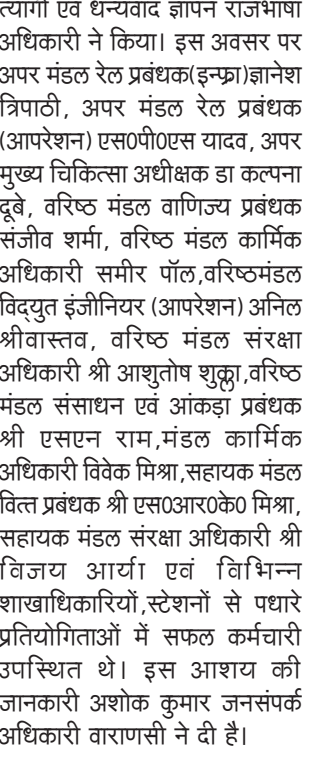 त्यागी एवं धन्यवाद ज्ञापन राजभाषा
अधिकारी ने किया। इस अवसर पर
अपर मंडल रेल प्रबंधक(इन्फ्रा)ज्ञानेश
त्रिपाठी, अपर मंडल रेल प्रबंधक
(आपरेशन) एस0पी0एस यादव, अपर
मुख्य चिकित्सा अधीक्षक डा कल्पना
दूबे, वरिष्ठ मंडल वाणिज्य प्रबंधक
संजीव शर्मा, वरिष्ठ मंडल कार्मिक
अधिकारी समीर पॉल,वरिष्ठमंडल
विद्युत इंजीनियर (आपरेशन) अनिल
श्रीवास्तव, वरिष्ठ मंडल संरक्षा
अधिकारी श्री आशुतोष शुक्ला,वरिष्ठ
मंडल संसाधन एवं आंकड़ा प्रबंधक
श्री एसएन राम,मंडल कार्मिक
अधिकारी विवेक मिश्रा,सहायक मंडल
वित्त प्रबंधक श्री एस0आर0के0 मिश्रा,
सहायक मंडल संरक्षा अधिकारी श्री
विजय आर्या एवं विभिन्न
शाखाधिकारियों,स्टेशनों से पधारे
प्रतियोगिताओं में सफल कर्मचारी
उपस्थित थे। इस आशय की
जानकारी अशोक कुमार जनसंपर्क
अधिकारी वाराणसी ने दी है।